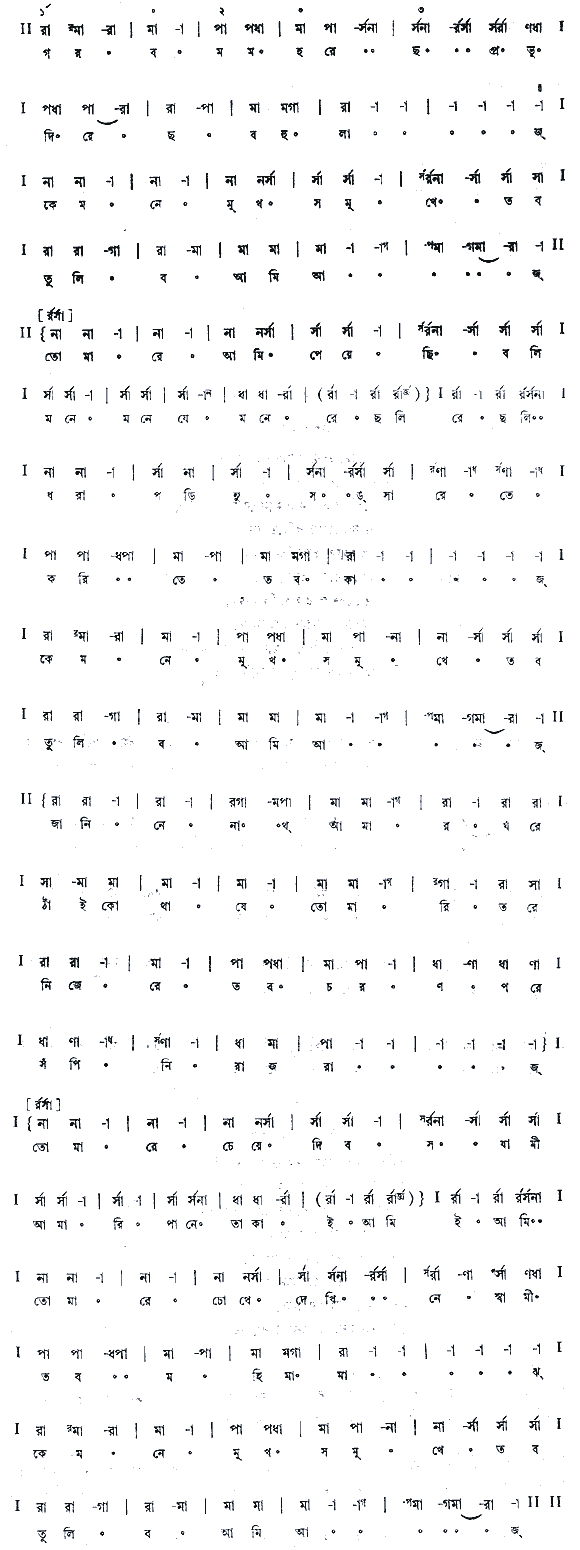 ১´ ০ ২ ০ ৩
II রা ᵐমা -রা | মা -া | পা পধা | মা পা -র্সনা | র্সনা -র্রর্সা র্সর্রা ণধা I
গ র ০ ব ০ ম ম০ হ রে ০০ ছ০ ০০ প্র০ ভূ০
I পধা পা -রা | রা -পা | মা মগা | রা -া -া | -া -া -া -া I
দি০ রে ০ ছ ০ ব হু০ লা ০ ০ ০ ০ ০ জ্
I না না -া | না -া | না নর্সা | র্সা র্সা -া | র্সর্রনা -র্সা র্সা র্সা I
কে ম ০ নে ০ মু খ০ স মু ০ খে০ ০ ত ব
I রা রা -গা | রা -মা | মা মা | মা -া -াপ | পমা -গমা -রা -া II
তু লি ০ ব ০ আ মি আ ০ ০ ০ ০০ ০ জ্
[র্রর্সা]
II {না না -া | না -া | না নর্সা | র্সা র্সা -া | র্সর্রনা -র্সা র্সা র্সা I
তো মা ০ রে ০ আ মি০ পে য়ে ০ ছি০ ০ ব লি
I র্সা র্সা -া | র্সা র্সা | র্সা -া | ধা ধা -র্রা | (র্রা -া র্রা র্রা)} I র্রা -া র্রা র্রর্সনা I
ম নে ০ ম নে যে ০ ম নে ০ রে ০ ছ লি রে ০ ছ লি০০
I না না -া | র্সা না | র্সা -া | র্সনা -র্রর্সা র্সা | র্সণা -াধ র্সণা -াধ I
ধ রা ০ প ড়ি নু ০ স০ ০ঙ্ সা রে ০ তে ০
I পা পা -ধপা | মা -পা | মা মগা | রা -া -া | -া -া -া -া I
ক রি ০০ তে ০ ত ব০ কা ০ ০ ০ ০ ০ জ্
I রা ᵐমা -রা | মা -া | পা পধা | মা পা -না | না -র্সা র্সা র্সা I
কে ম ০ নে ০ মু খ০ স মু ০ খে ০ ত ব
I রা রা -গা | রা -মা | মা মা | মা -া -াপ | পমা -গমা -রা -া II
তু লি ০ ব ০ আ মি আ ০ ০ ০ ০ ০ জ্
II {রা রা -া | রা -া | রগা -মপা | মা মা -াগ | রা -া রা রা I
জা নি ০ নে ০ না০ ০থ্ আ মা ০ র ০ ঘ রে
I সা -মা মা | মা -া | মা -া | মা মা -াগ | রগা -া রা সা I
ঠাঁ ই কো থা ০ যে ০ তো মা ০ রি ০ ত রে
I রা রা -া | মা -া | পা পধা | মা পা -া | ধা -ণা ধা ণা I
নি জে ০ রে ০ ত ব০ চ র ০ ণ ০ প রে
I ধা ণা -াধ | র্সণা -া | ধা মা | পা -া -া | -া -া -া -া} I
সঁ পি ০ নি ০ রা জ রা ০ ০ ০ ০ ০ জ্
[র্রর্সা]
I {না না -া | না -া | না নর্সা | র্সা র্সা -া | র্সর্রনা -র্সা র্সা র্সা I
তো মা ০ রে ০ চে য়ে০ দি ব ০ স০ ০ যা মী
I র্সা র্সা -া | র্সা -া | র্সা র্সনা | ধা ধা -র্রা | (র্রা -া র্রা র্রা)} I র্রা -া র্রা র্রর্সনা I
আ মা ০ রি ০ পা নে০ তা কা ০ ই ০ আ মি ই ০ আ মি০০
I না না -া | না -া | না নর্সা | র্সা র্সনা -র্রর্সা | র্সর্রা -ণা র্সা ণধা I
তো মা ০ রে ০ চো খে০ দে খি০ ০০ নে ০ স্বা মী০
I পা পা -ধপা | মা -পা | মা মগা | রা -া -া | -া -া -া -া I
ত ব ০০ ম ০ হি মা০ মা ০ ০ ০ ০ ০ ঝ্
I রা ᵐমা -রা | মা -া | পা পধা | মা পা -না | না -র্সা র্সা র্সা I
কে ম ০ নে ০ মু খ০ স মু ০ খে ০ ত ব
I রা রা -গা | রা -মা | মা মা | মা -া -াপ | পমা -গমা -রা -া II II
তু লি ০ ব ০ আ মি আ ০ ০ ০ ০০ ০ জ্